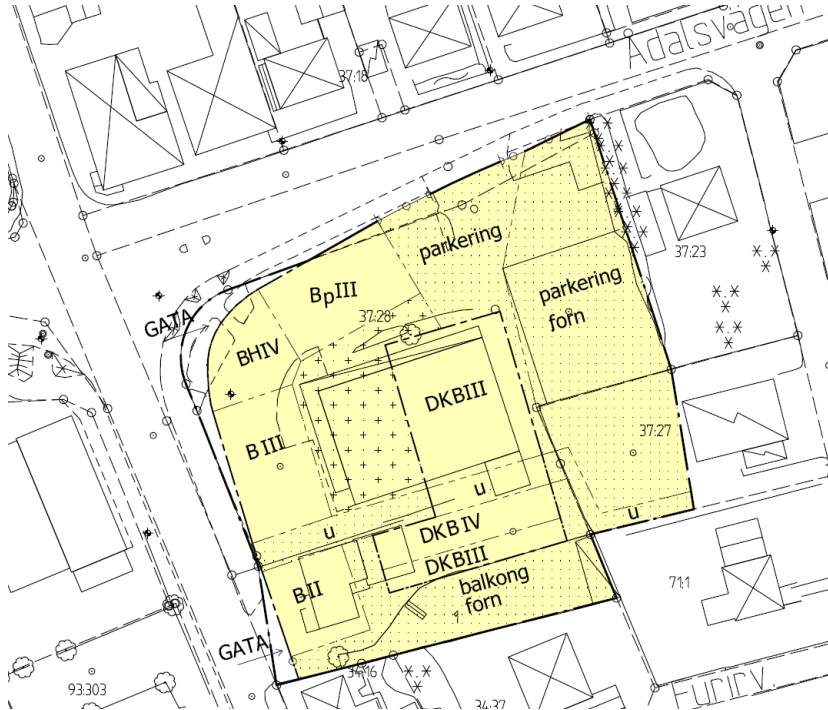 Ådalsvägen
37:18
parkering
37:23
BpIII
parkering
forn
37:28
GATA
BHIV
DKBIII
B III
37:27
u
u
u
DKB IV
DKBIII
B II
balkong
forn
71:1
GATA
34:16
93:303
34:37
Furirv.